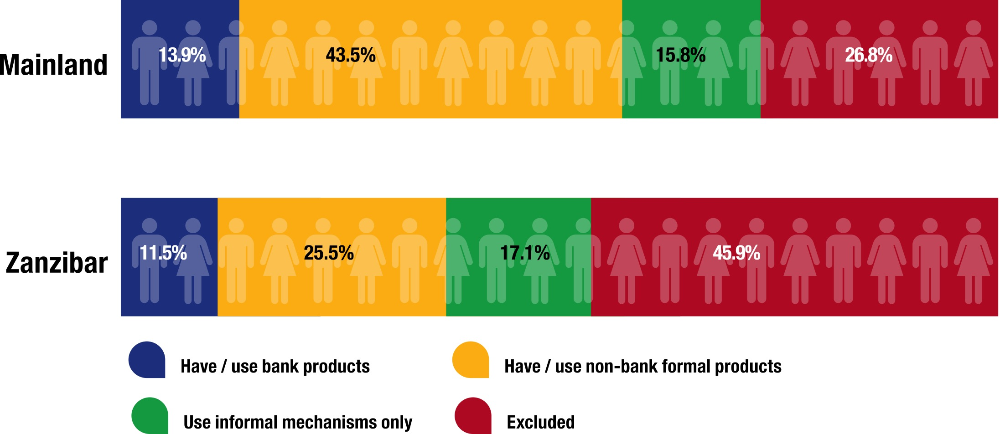 Mainland
13.9% 43.5% 15.8% 26.8%
Zanzibar
11.5% 25.5% 17.1% 45.9%
Have / use bank products
Have / use non-bank formal products
Use informal mechanisms only
Excluded